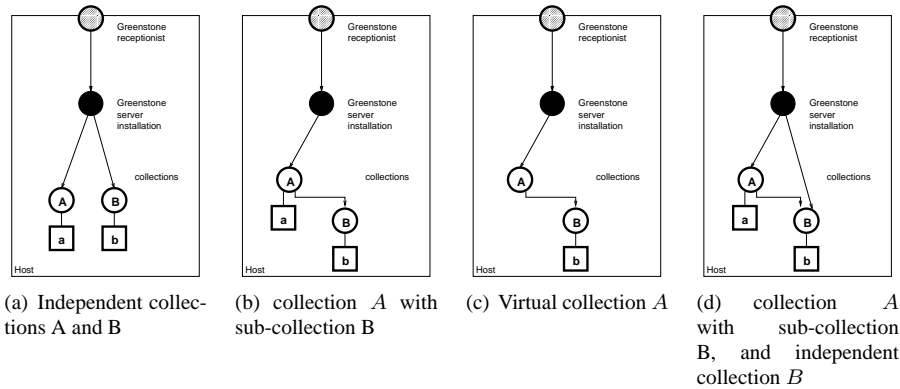 Greenstone
receptionist
Greenstone
server
installation
collections
A
B
a
b
Host
(a) Independent collec-
tions A and B
Greenstone
receptionist
Greenstone
server
installation
collections
A
B
a
b
Host
(b) collection A with
sub-collection B
Greenstone
receptionist
Greenstone
server
installation
collections
A
B
b
Host
(c) Virtual collection A
Greenstone
receptionist
Greenstone
server
installation
collections
A
B
a
b
Host
(d) collection A
with sub-collection
B, and independent
collection B